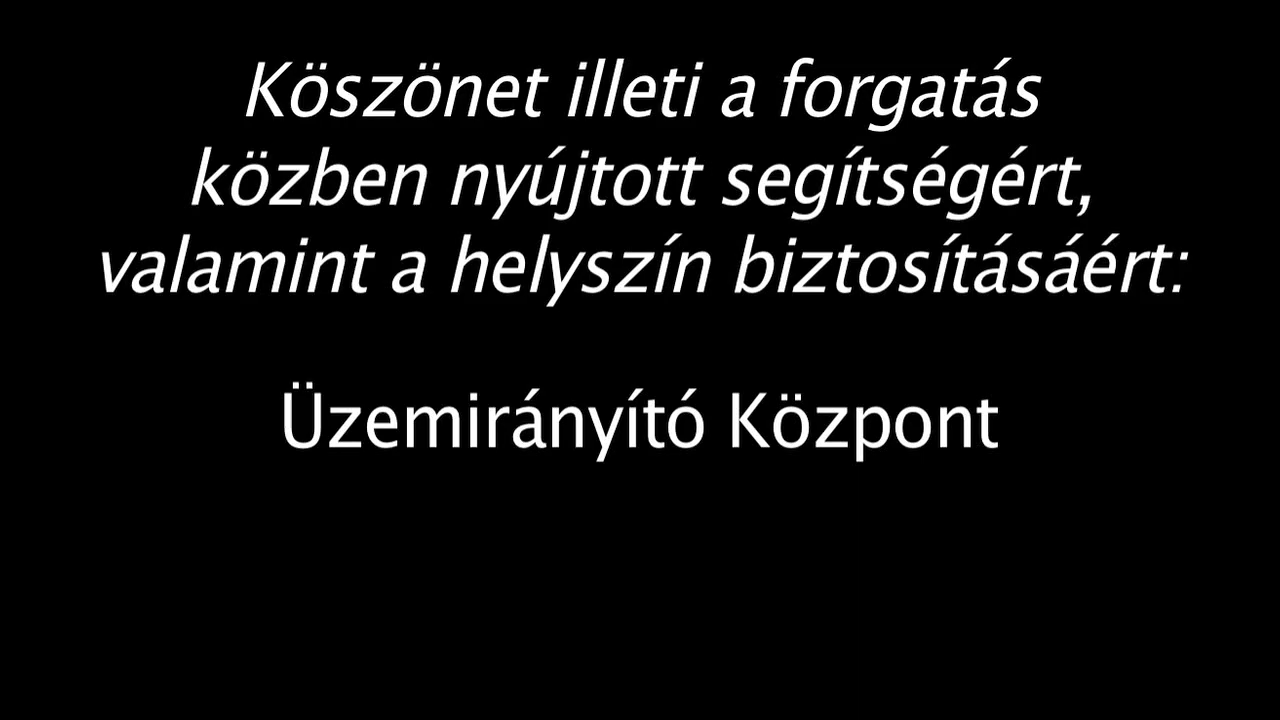 Köszönet illeti a forgatás
közben nyújtott segítségért,
valamint a helyszín biztosításáért:
Üzemirányító Központ